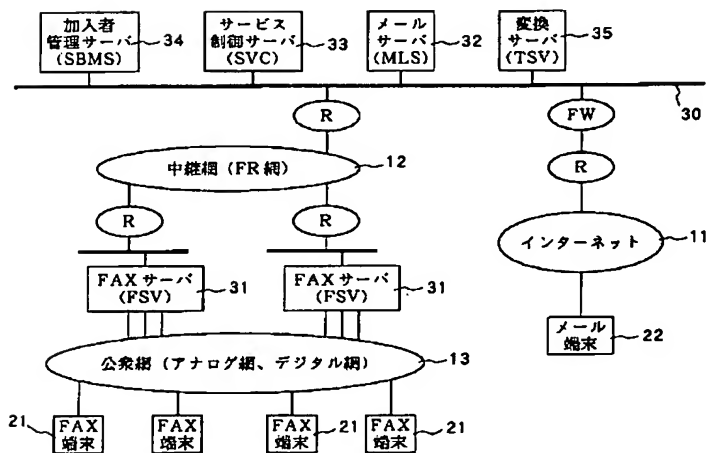 加入者
管理サーバ
(SBMS)
34
サービス
制御サーバ
(SVC)
33
メール
サーバ
(MLS)
32
変換
サーバ
(TSV)
35
30
R
FW
中継網(FR網)
12
R
R
R
インターネット
11
FAXサーバ
(FSV)
31
FAXサーバ
(FSV)
31
メール
端末
22
公衆網(アナログ網、デジタル網)
13
21
FAX
端末
FAX
端末
FAX
端末
21
FAX
端末
21